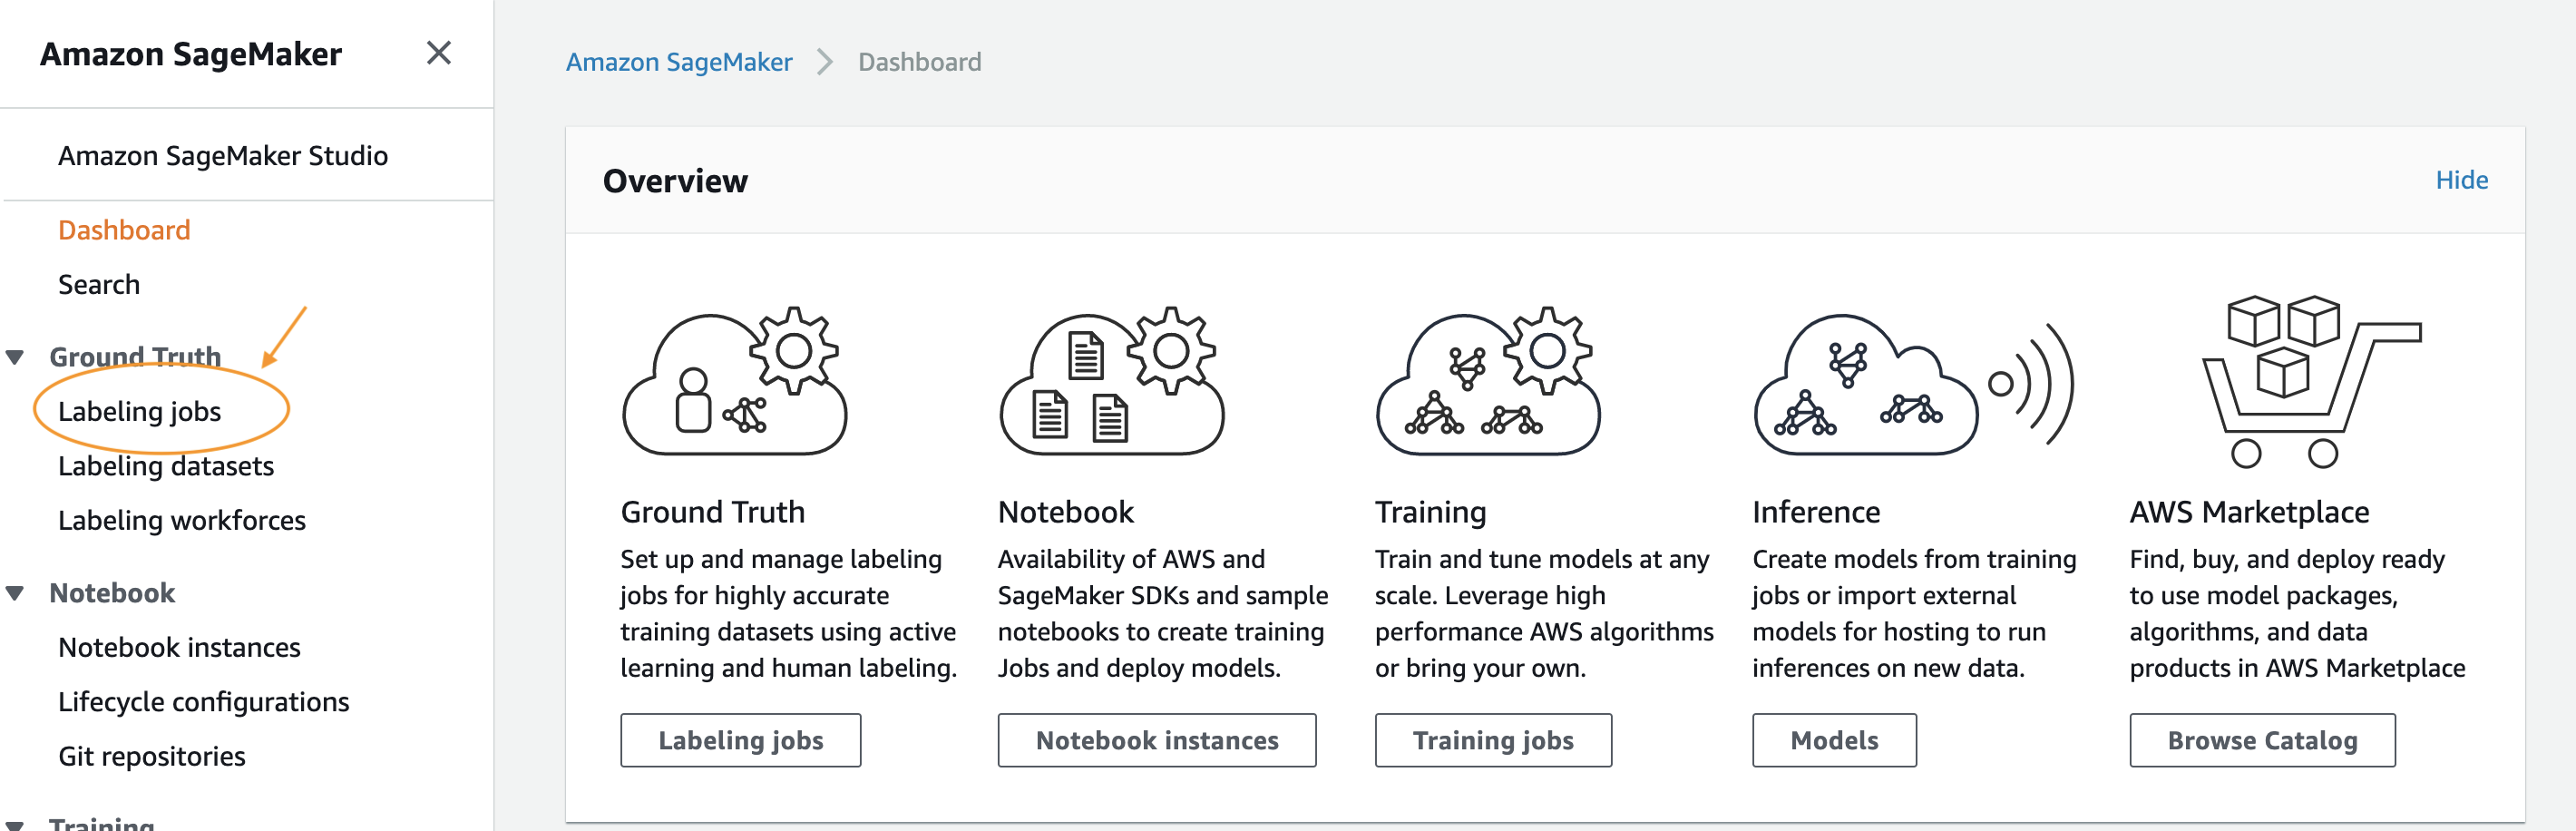 Amazon SageMaker
Amazon SageMaker Studio
Dashboard
Search
Ground Truth
Labeling jobs
Labeling datasets
Labeling workforces
Notebook
Notebook instances
Lifecycle configurations
Git repositories
Training
Amazon SageMaker
Dashboard
Overview
Hide
Ground Truth
Set up and manage labeling
jobs for highly accurate
training datasets using active
learning and human labeling.
Labeling jobs
Notebook
Availability of AWS and
SageMaker SDKs and sample
notebooks to create training
Jobs and deploy models.
Notebook instances
Training
Train and tune models at any
scale. Leverage high
performance AWS algorithms
or bring your own.
Training jobs
Inference
Create models from training
jobs or import external
models for hosting to run
inferences on new data.
Models
AWS Marketplace
Find, buy, and deploy ready
to use model packages,
algorithms, and data
products in AWS Marketplace
Browse Catalog